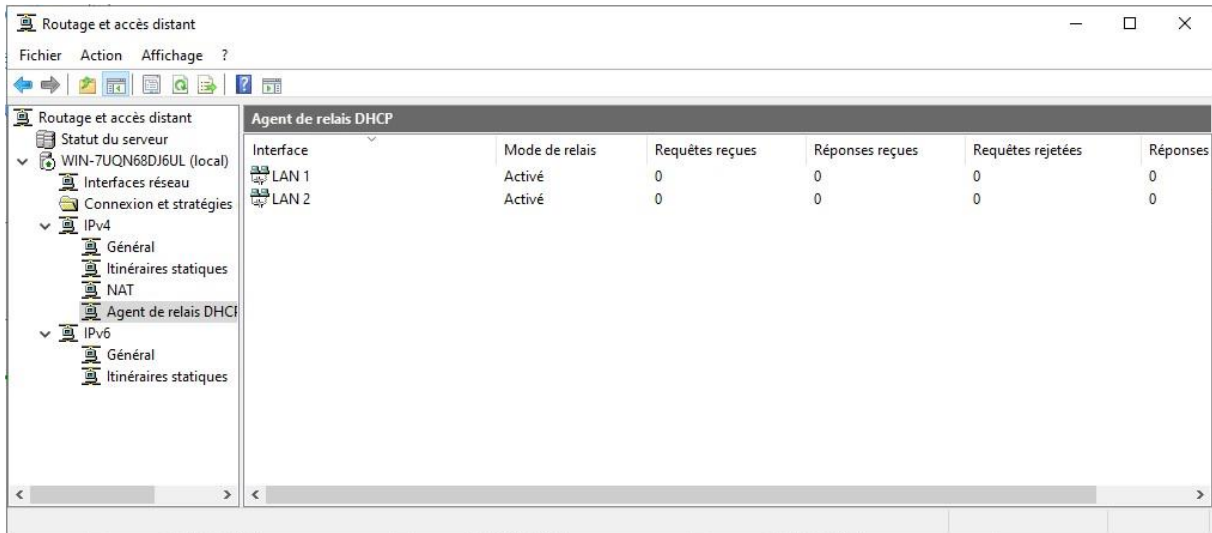 Routage et accès distant
Fichier Action Affichage ?
Routage et accès distant
Statut du serveur
WIN-7UQN68DJ6UL (local)
Interfaces réseau
Connexion et stratégies
IPv4
Général
Itinéraires statiques
NAT
Agent de relais DHCP
IPv6
Général
Itinéraires statiques
Agent de relais DHCP
Interface Mode de relais Requêtes reçues Réponses reçues Requêtes rejetées Réponses
LAN 1 Activé 0 0 0 0
LAN 2 Activé 0 0 0 0